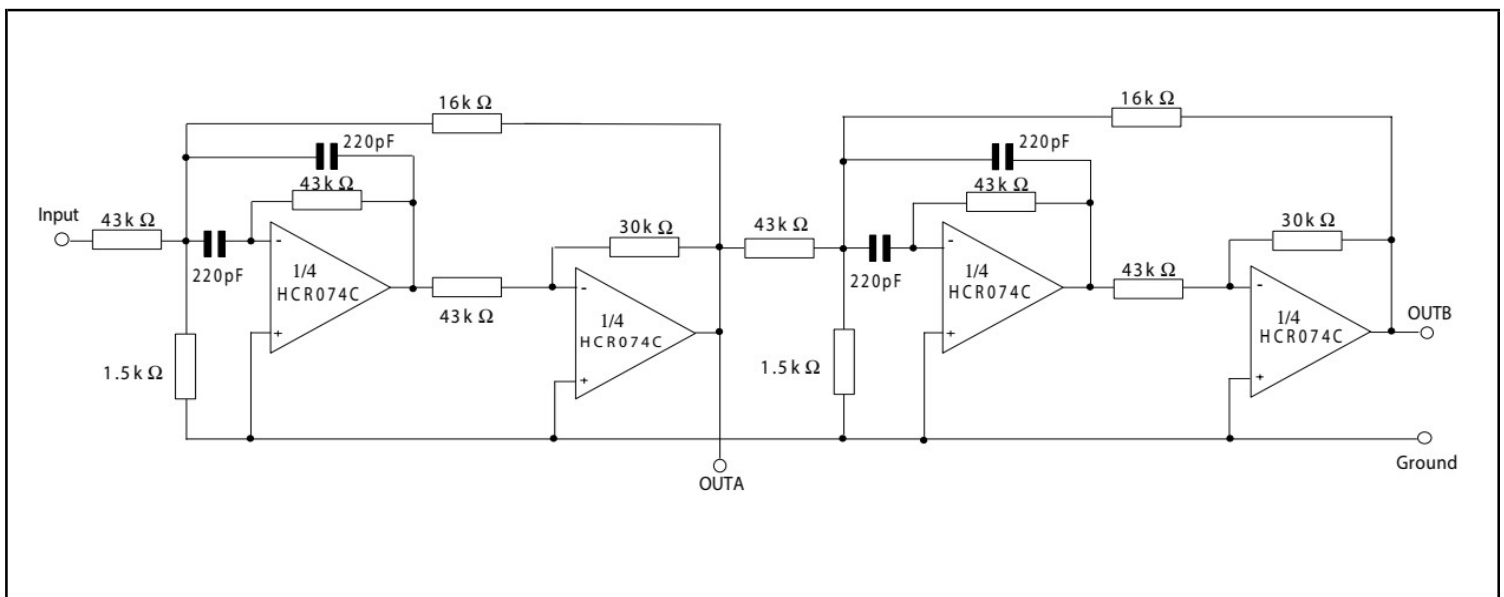 16k Ω
220pF
43k Ω
Input
43k Ω
220pF
-
1/4
HCR074C
+
1.5k Ω
43k Ω
30k Ω
-
1/4
HCR074C
+
OUTA
43k Ω
16k Ω
220pF
43k Ω
220pF
-
1/4
HCR074C
+
1.5k Ω
43k Ω
30k Ω
-
1/4
HCR074C
+
OUTB
Ground